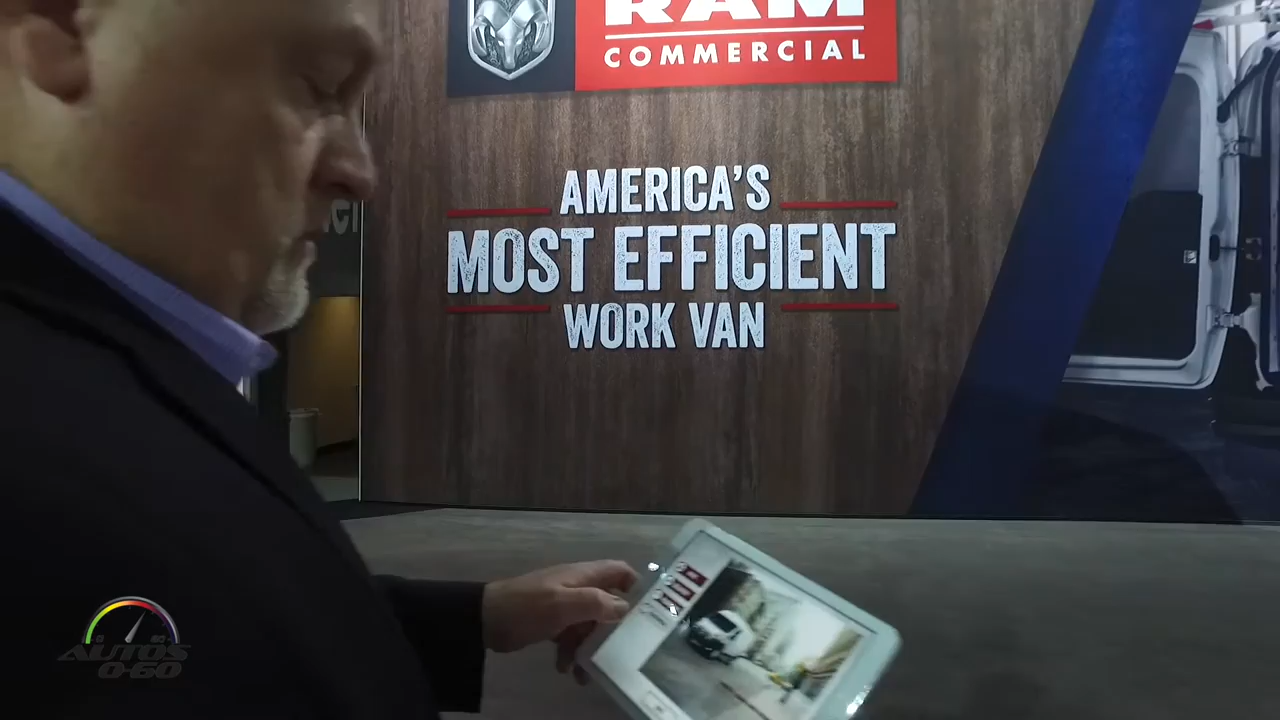 RAM
COMMERCIAL
AMERICA'S
MOST EFFICIENT
WORK VAN
AUTOS
0-60